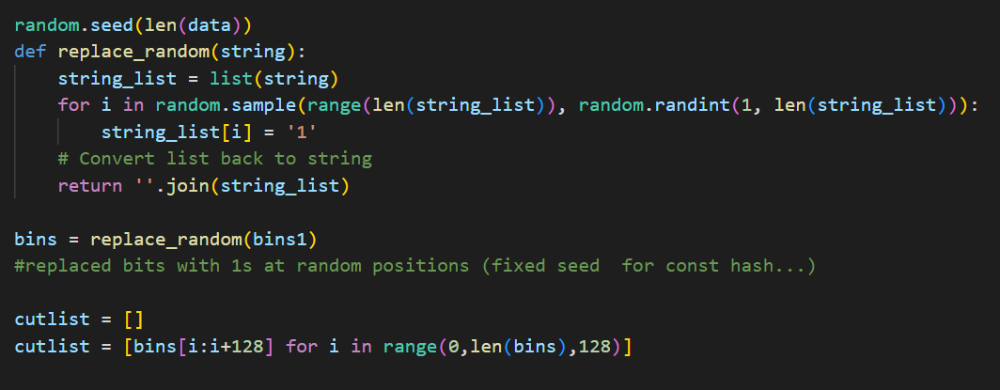 random.seed(len(data))
def replace_random(string):
    string_list = list(string)
    for i in random.sample(range(len(string_list)), random.randint(1, len(string_list))):
        string_list[i] = '1'
    # Convert list back to string
    return ''.join(string_list)

bins = replace_random(bins1)
#replaced bits with 1s at random positions (fixed seed  for const hash...)

cutlist = []
cutlist = [bins[i:i+128] for i in range(0,len(bins),128)]